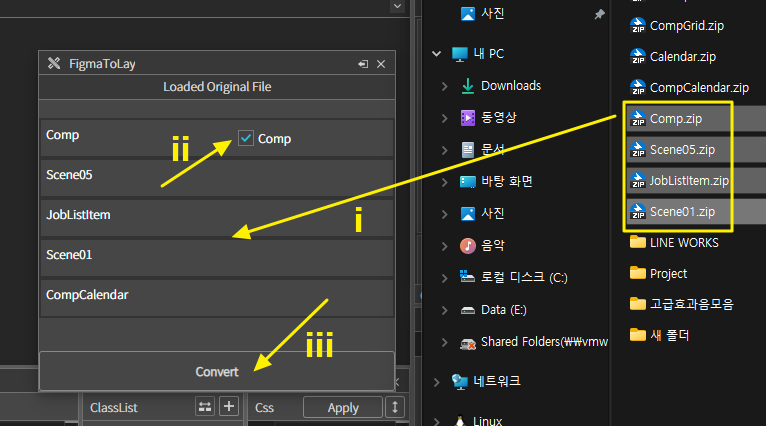 FigmaToLay
Loaded Original File
Comp
Comp
ii
Scene05
JobListItem
i
Scene01
CompCalendar
iii
Convert
ClassList
Css
Apply
사진
내 PC
Downloads
동영상
문서
바탕 화면
사진
음악
로컬 디스크 (C:)
Data (E:)
Shared Folders(₩₩vmw
네트워크
Linux
CompGrid.zip
Calendar.zip
CompCalendar.zip
Comp.zip
Scene05.zip
JobListItem.zip
Scene01.zip
LINE WORKS
Project
고급효과음모음
새 폴더